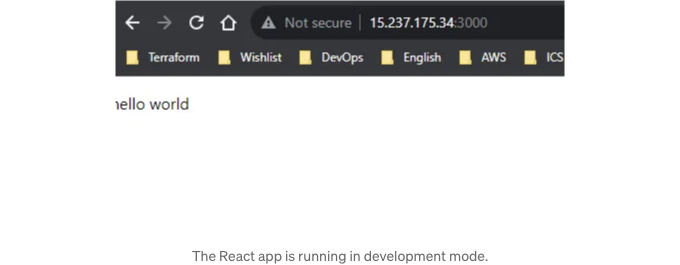 Not secure | 15.237.175.34:3000
Terraform Wishlist DevOps English AWS ICS
hello world
The React app is running in development mode.